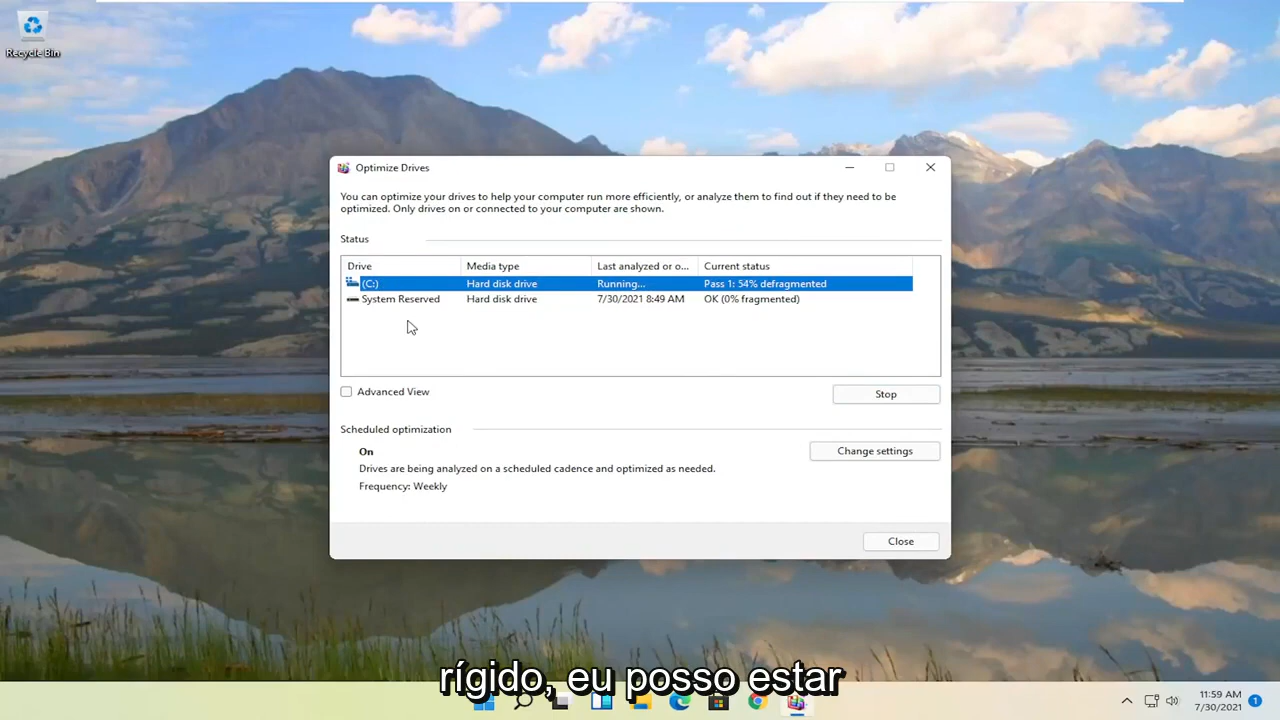 Recycle Bin
Optimize Drives
You can optimize your drives to help your computer run more efficiently, or analyze them to find out if they need to be
optimized. Only drives on or connected to your computer are shown.
Status
Drive Media type Last analyzed or o... Current status
(C:) Hard disk drive Running... Pass 1: 54% defragmented
System Reserved Hard disk drive 7/30/2021 8:49 AM OK (0% fragmented)
Advanced View
Stop
Scheduled optimization
On
Change settings
Drives are being analyzed on a scheduled cadence and optimized as needed.
Frequency: Weekly
Close
rígido, eu posso estar
11:59 AM
7/30/2021
1